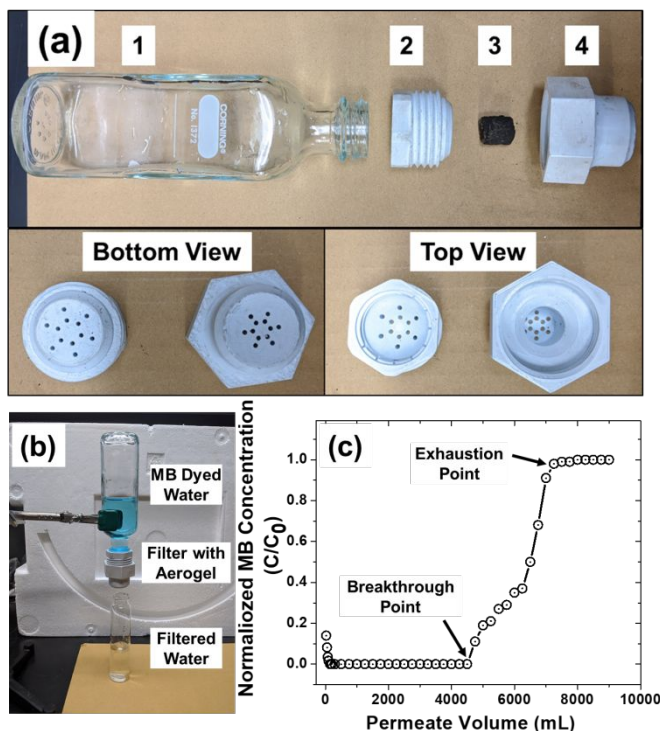 (a)
1
2
3
4
CORNING®
No. 1372
Bottom View
Top View
(b)
MB Dyed
Water
Filter with
Aerogel
Filtered
Water
(c)
Normaliozed MB Concentration
(C/C0)
1.0
0.8
0.6
0.4
0.2
0.0
Exhaustion
Point
Breakthrough
Point
0 2000 4000 6000 8000 10000
Permeate Volume (mL)